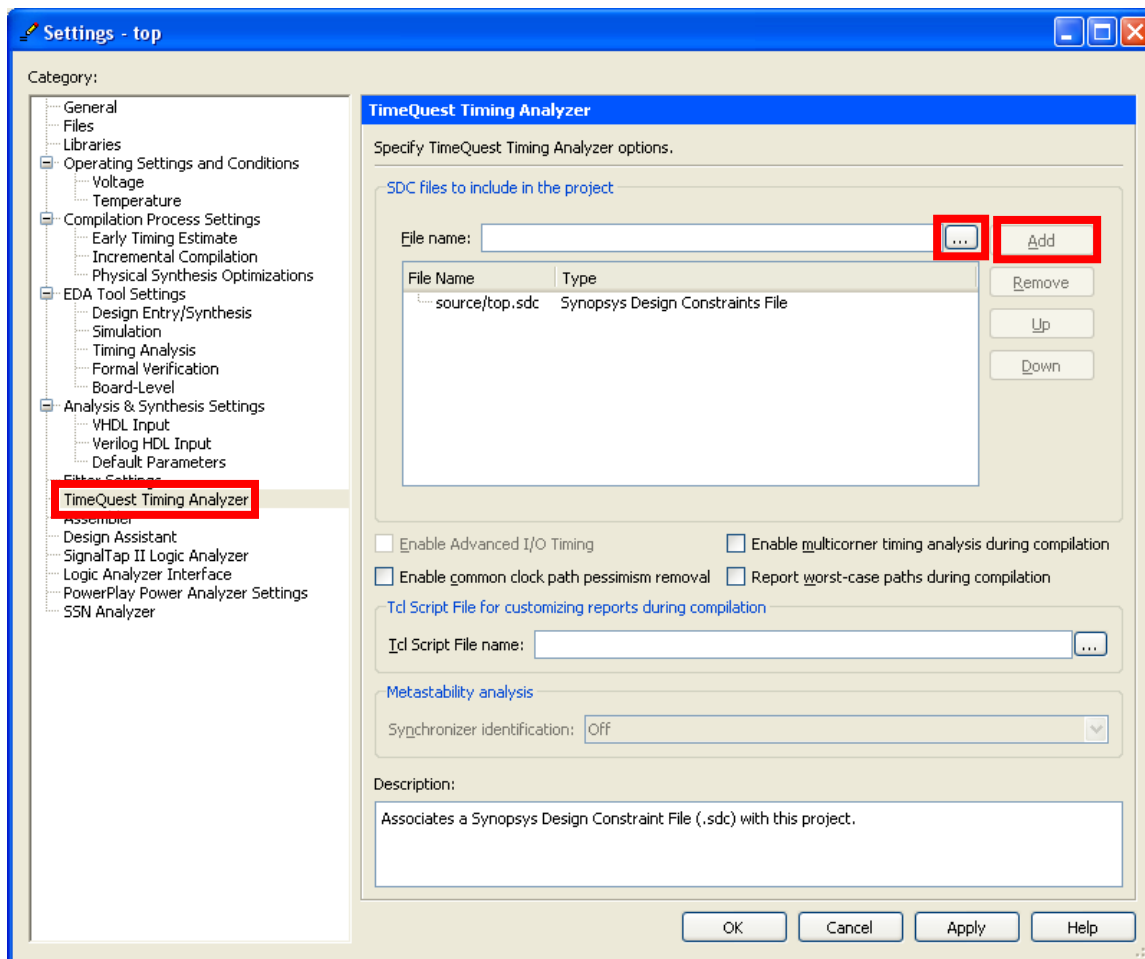 Settings - top
Category:
General
Files
Libraries
Operating Settings and Conditions
Voltage
Temperature
Compilation Process Settings
Early Timing Estimate
Incremental Compilation
Physical Synthesis Optimizations
EDA Tool Settings
Design Entry/Synthesis
Simulation
Timing Analysis
Formal Verification
Board-Level
Analysis & Synthesis Settings
VHDL Input
Verilog HDL Input
Default Parameters
Fitter Settings
TimeQuest Timing Analyzer
Assembler
Design Assistant
SignalTap II Logic Analyzer
Logic Analyzer Interface
PowerPlay Power Analyzer Settings
SSN Analyzer
TimeQuest Timing Analyzer
Specify TimeQuest Timing Analyzer options.
SDC files to include in the project
File name: ... Add
File Name Type
source/top.sdc Synopsys Design Constraints File
Remove
Up
Down
Enable Advanced I/O Timing Enable multicorner timing analysis during compilation
Enable common clock path pessimism removal Report worst-case paths during compilation
Tcl Script File for customizing reports during compilation
Tcl Script File name: ...
Metastability analysis
Synchronizer identification: Off
Description:
Associates a Synopsys Design Constraint File (.sdc) with this project.
OK Cancel Apply Help